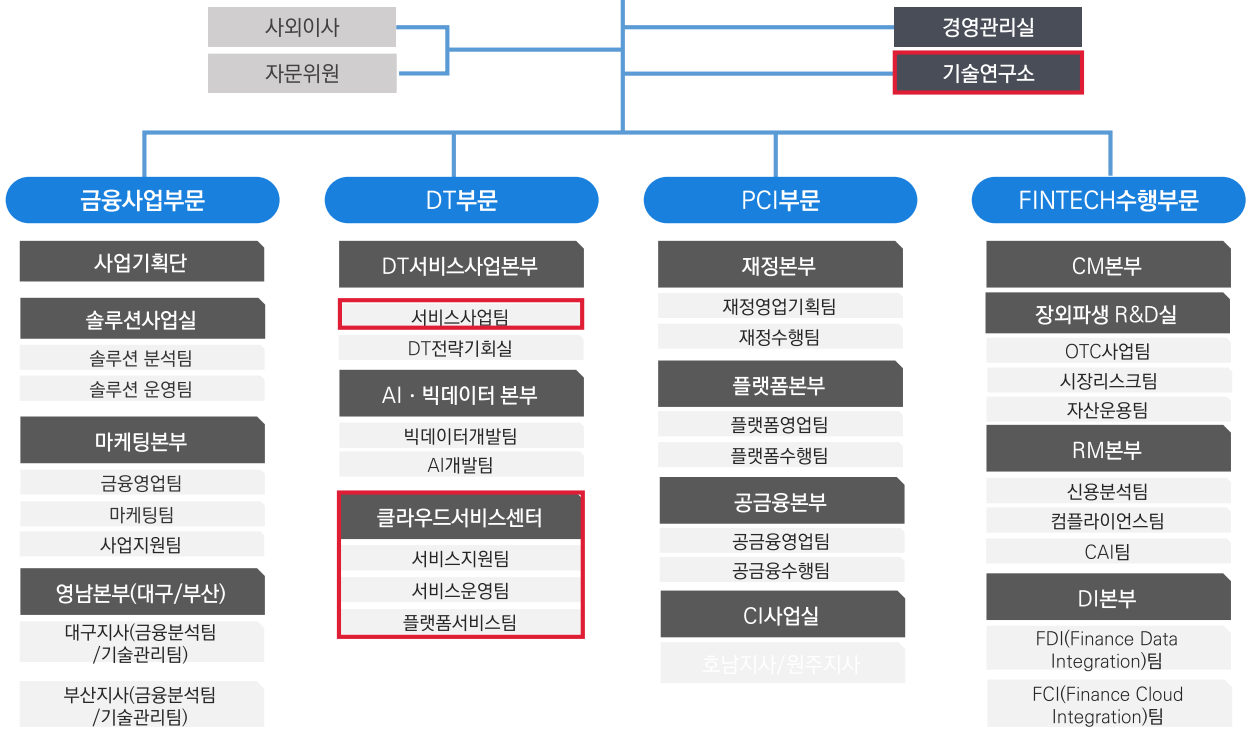 사외이사
자문위원
경영관리실
기술연구소
금융사업부문
사업기획단
솔루션사업실
솔루션 분석팀
솔루션 운영팀
마케팅본부
금융영업팀
마케팅팀
사업지원팀
영남본부(대구/부산)
대구지사(금융분석팀
/기술관리팀)
부산지사(금융분석팀
/기술관리팀)
DT부문
DT서비스사업본부
서비스사업팀
DT전략기회실
AI · 빅데이터 본부
빅데이터개발팀
AI개발팀
클라우드서비스센터
서비스지원팀
서비스운영팀
플랫폼서비스팀
PCI부문
재정본부
재정영업기획팀
재정수행팀
플랫폼본부
플랫폼영업팀
플랫폼수행팀
공금융본부
공금융영업팀
공금융수행팀
CI사업실
호남지사/원주지사
FINTECH수행부문
CM본부
장외파생 R&D실
OTC사업팀
시장리스크팀
자산운용팀
RM본부
신용분석팀
컴플라이언스팀
CAI팀
DI본부
FDI(Finance Data
Integration)팀
FCI(Finance Cloud
Integration)팀